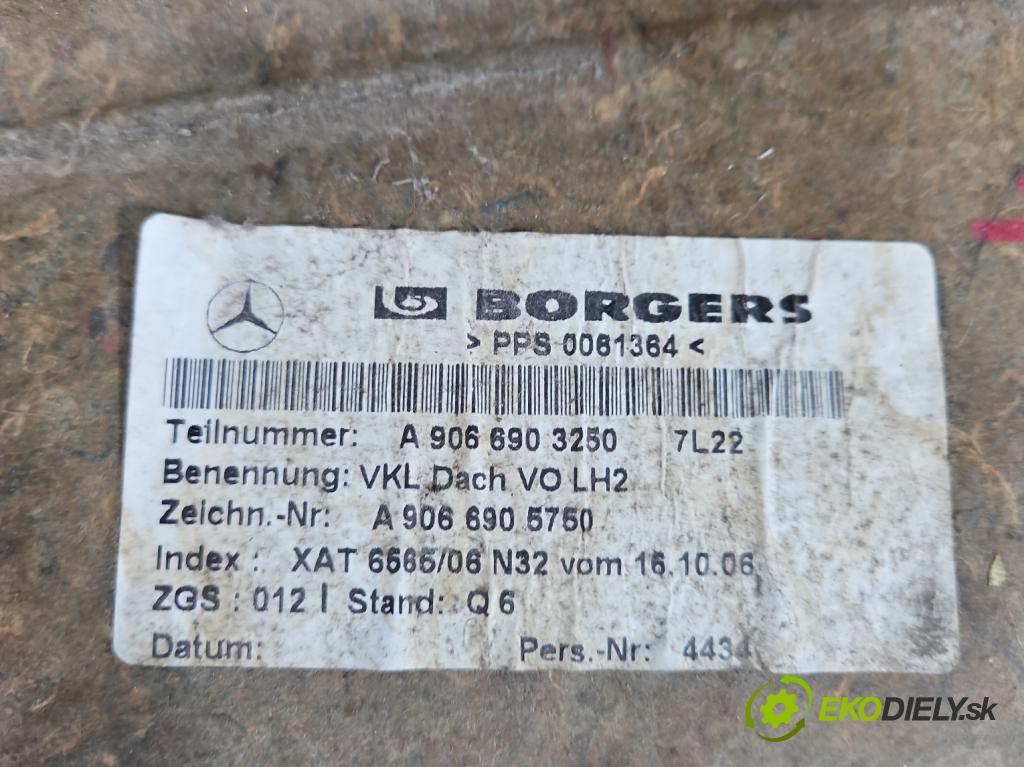 BORGERS
> PPS 0061364 <
Teilnummer: A 906 690 3250 7L22
Benennung: VKL Dach VO LH2
Zeichn.-Nr: A 906 690 5750
Index : XAT 6565/06 N32 vom 16.10.06
ZGS : 012 | Stand: Q 6
Datum: Pers.-Nr: 4434
EKODIELY.sk